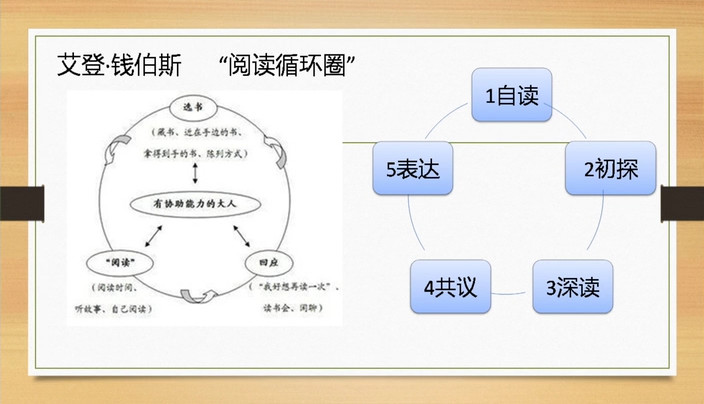 艾登·钱伯斯 “阅读循环圈”
选书
(藏书、近在手边的书、
拿得到手的书、陈列方式)
有协助能力的大人
“阅读”
(阅读时间、
听故事、自己阅读)
回应
(“我好想再读一次”、
读书会、闲聊)
1自读
2初探
3深读
4共议
5表达